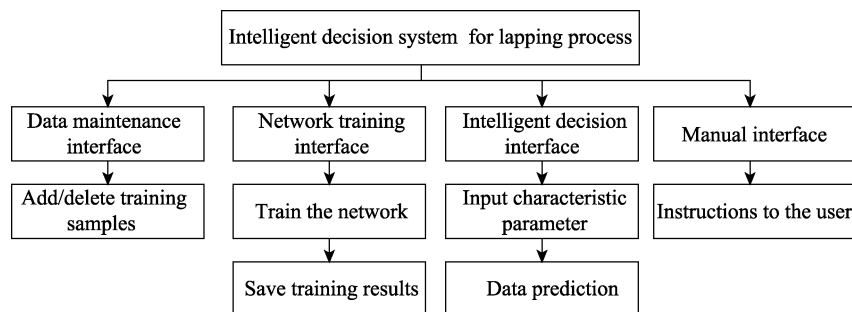 Intelligent decision system for lapping process
Data maintenance
interface
Network training
interface
Intelligent decision
interface
Manual interface
Add/delete training
samples
Train the network
Input characteristic
parameter
Instructions to the user
Save training results
Data prediction